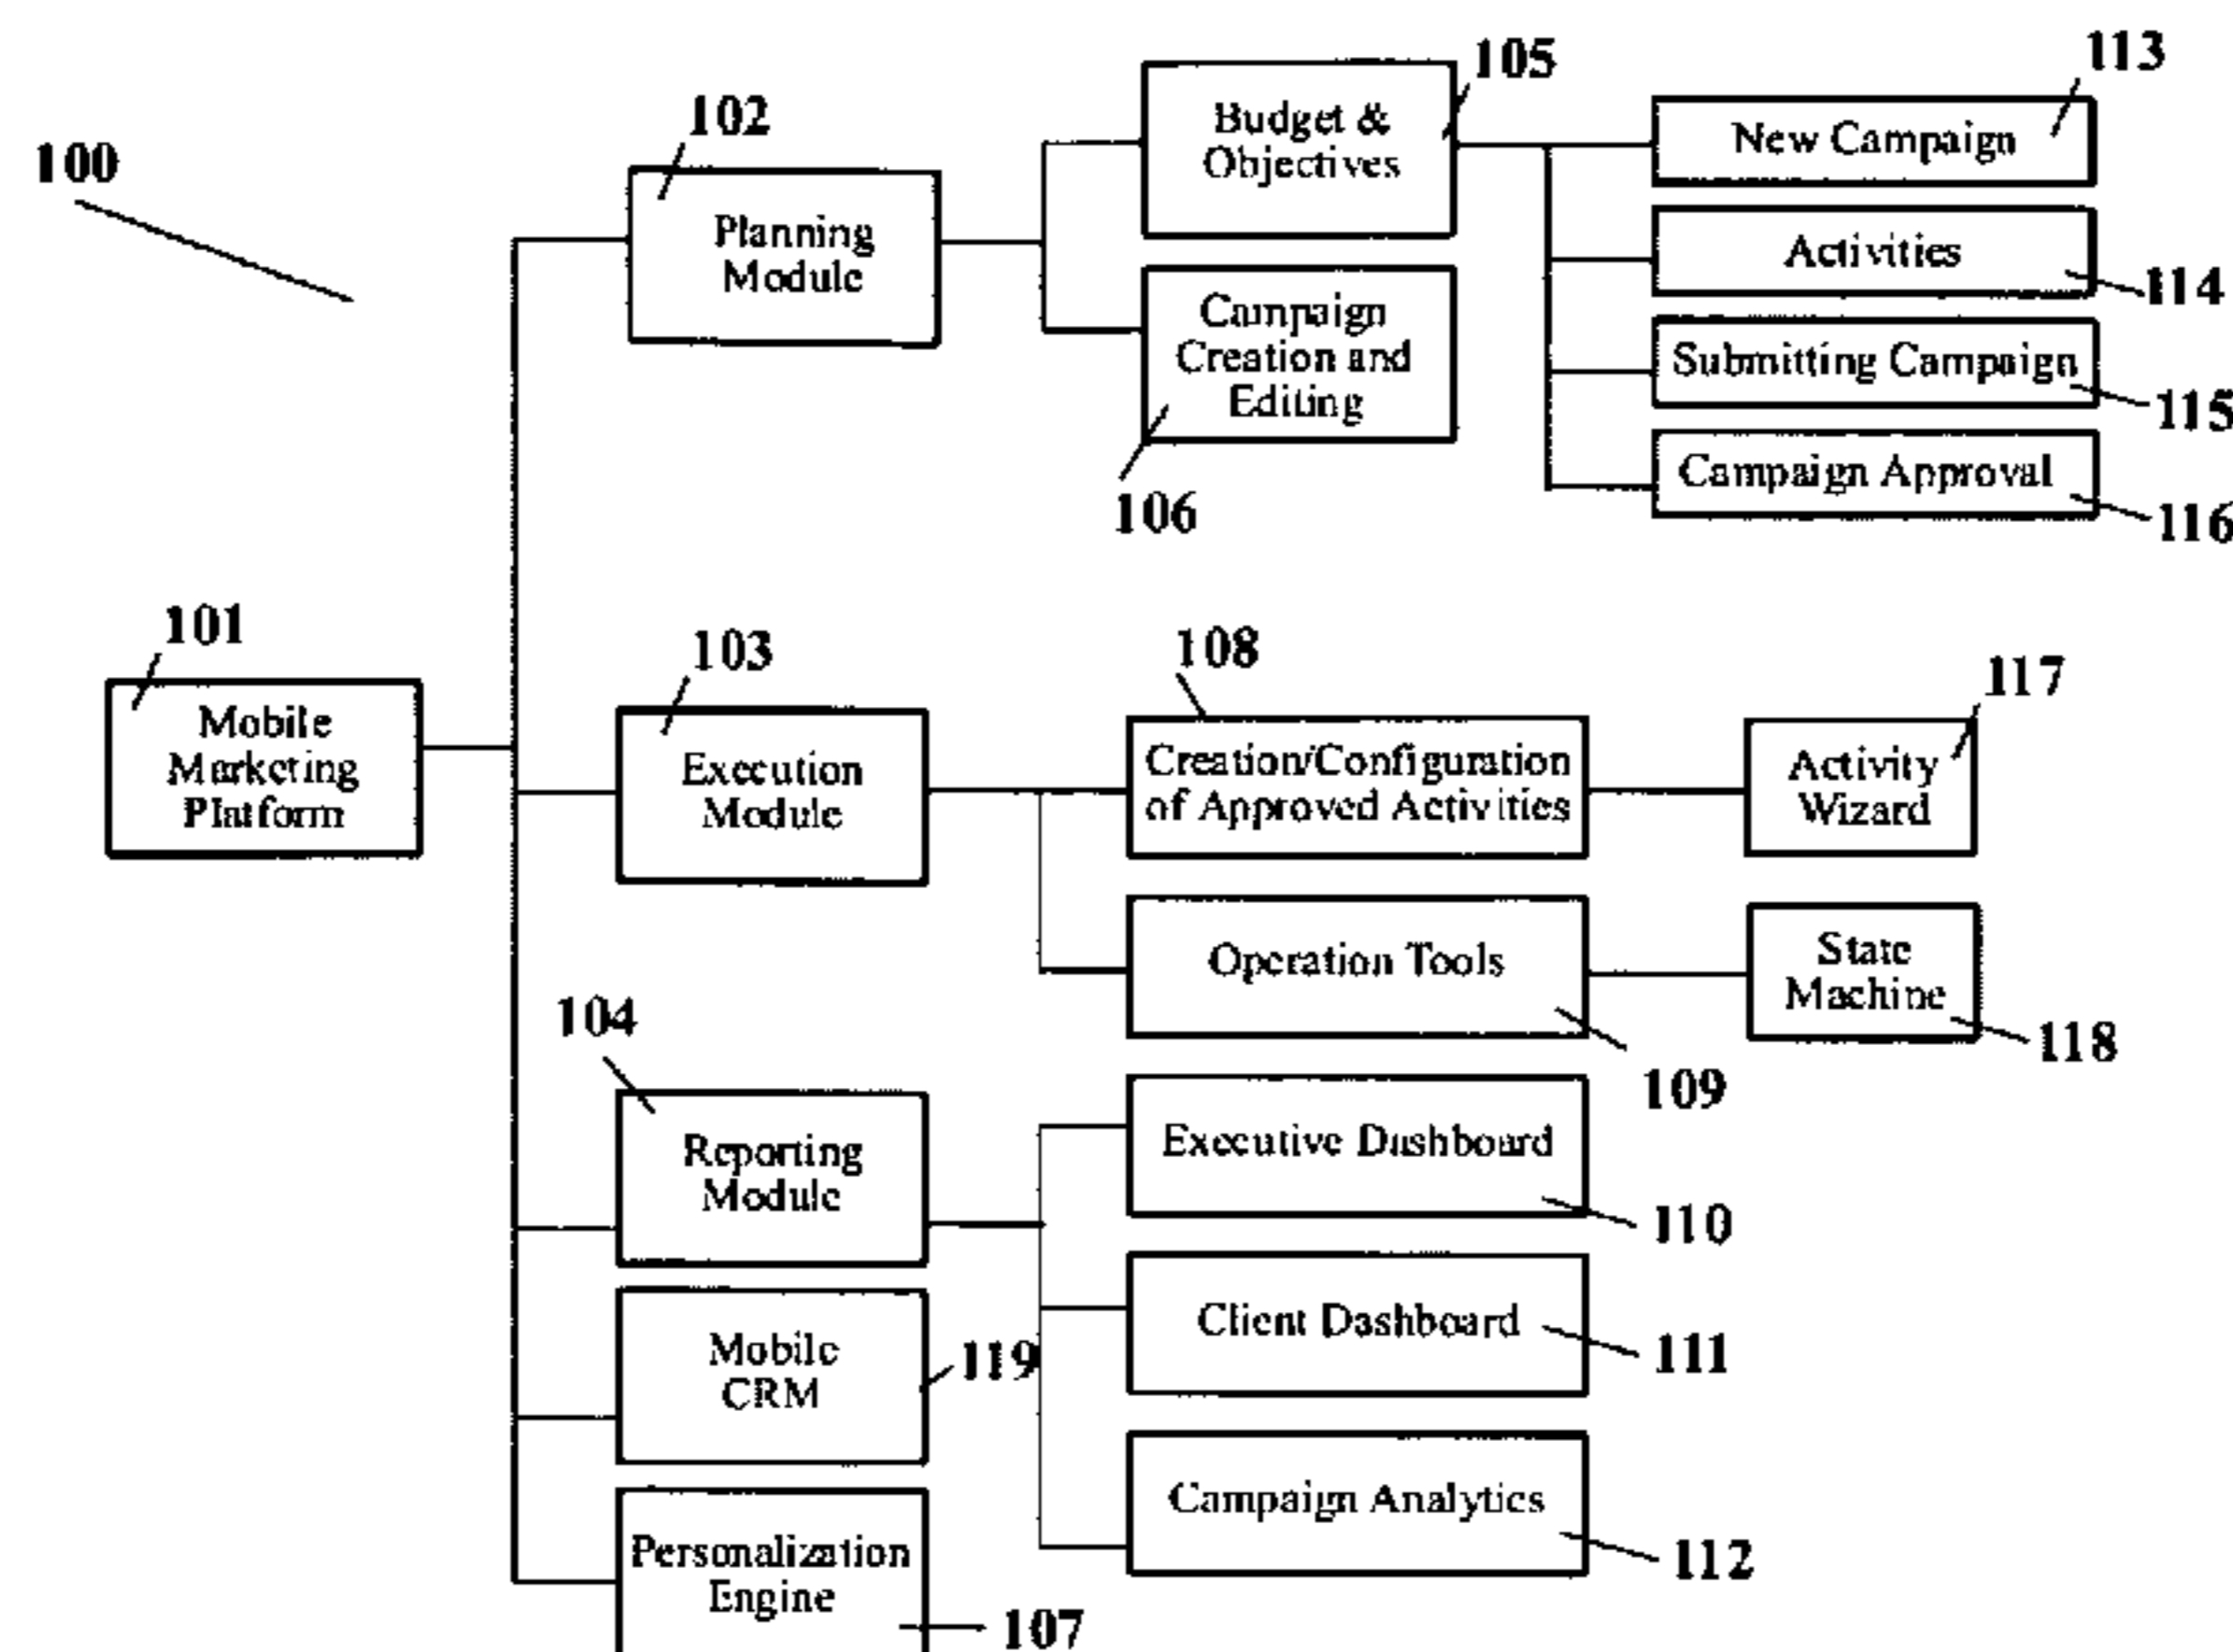 100
102
Planning
Module
105
Budget &
Objectives
Campaign
Creation and
Editing
106
113
New Campaign
Activities
114
Submitting Campaign
115
Campaign Approval
116
101
Mobile
Marketing
Platform
103
Execution
Module
108
Creation/Configuration
of Approved Activities
117
Activity
Wizard
Operation Tools
109
State
Machine
118
104
Reporting
Module
Executive Dashboard
110
Client Dashboard
111
Campaign Analytics
112
Mobile
CRM
119
Personalization
Engine
107